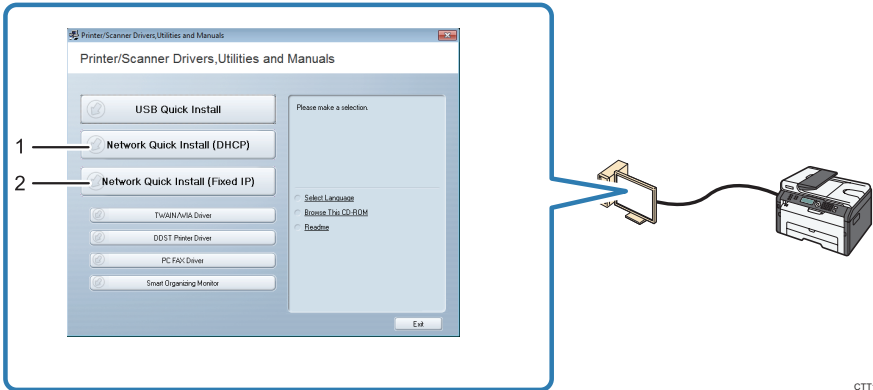 Printer/Scanner Drivers,Utilities and Manuals
Printer/Scanner Drivers,Utilities and Manuals
USB Quick Install
Please make a selection.
1
Network Quick Install (DHCP)
2
Network Quick Install (Fixed IP)
Select Language
TWAIN/WIA Driver
Browse This CD-ROM
Readme
DDST Printer Driver
PC FAX Driver
Smart Organizing Monitor
Exit
CTT